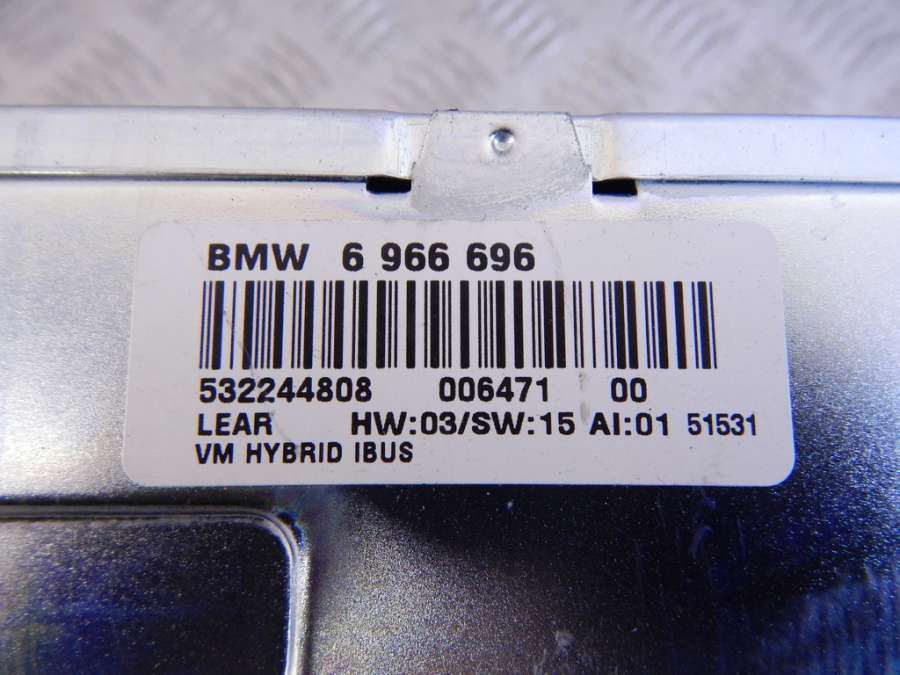 BMW 6 966 696
532244808 006471 00
LEAR HW:03/SW:15 AI:01 51531
VM HYBRID IBUS